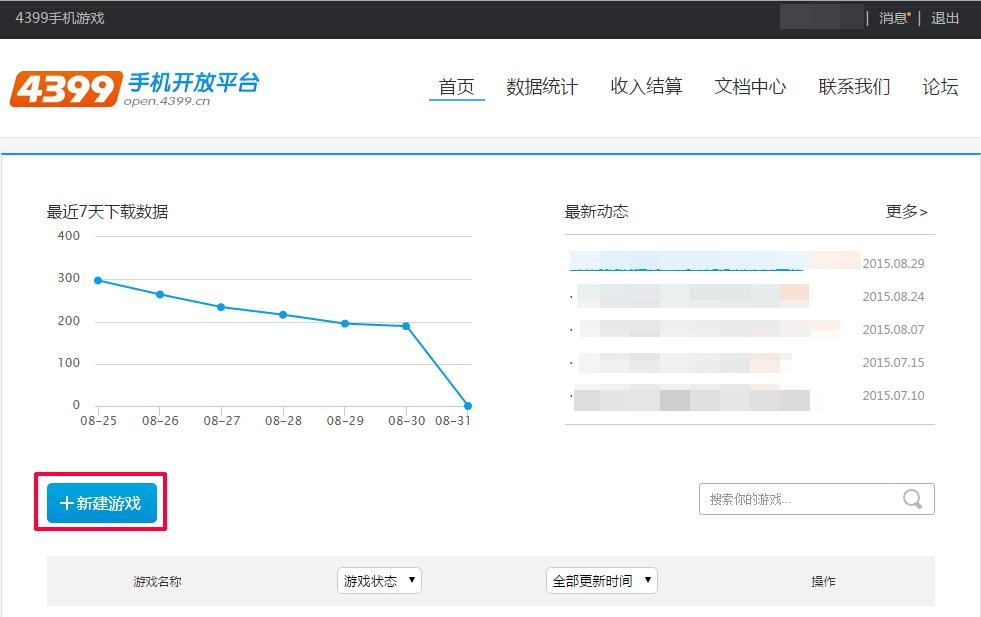 4399手机游戏
| 消息 | 退出
4399 手机开放平台
open.4399.cn
首页 数据统计 收入结算 文档中心 联系我们 论坛
最近7天下载数据
400
300
200
100
0
08-25 08-26 08-27 08-28 08-29 08-30 08-31
最新动态 更多>
2015.08.29
2015.08.24
2015.08.07
2015.07.15
2015.07.10
+新建游戏
搜索你的游戏...
游戏名称 游戏状态 ▼ 全部更新时间 ▼ 操作